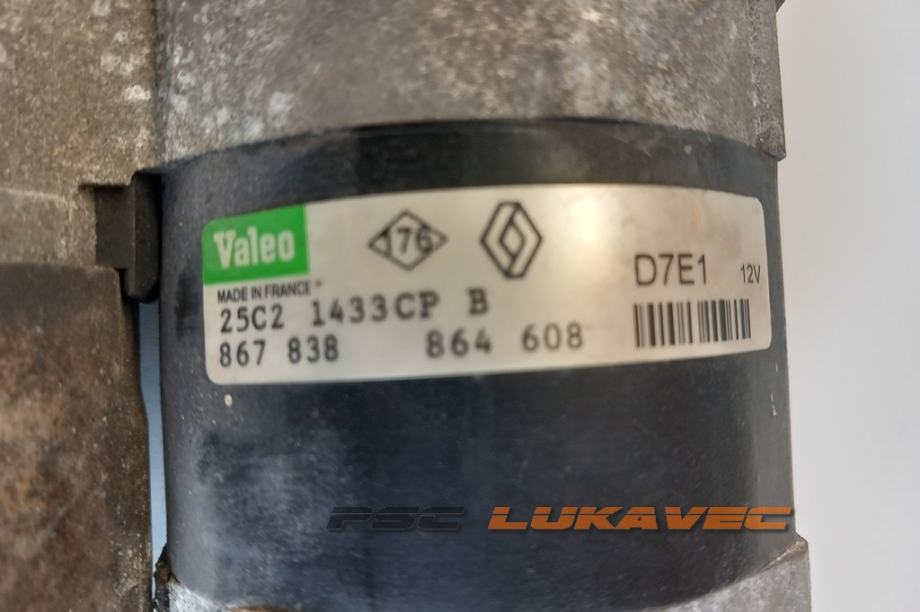 Valeo
176
MADE IN FRANCE
D7E1 12V
25C2 1433CP B
867 838 864 608
PSC LUKAVEC